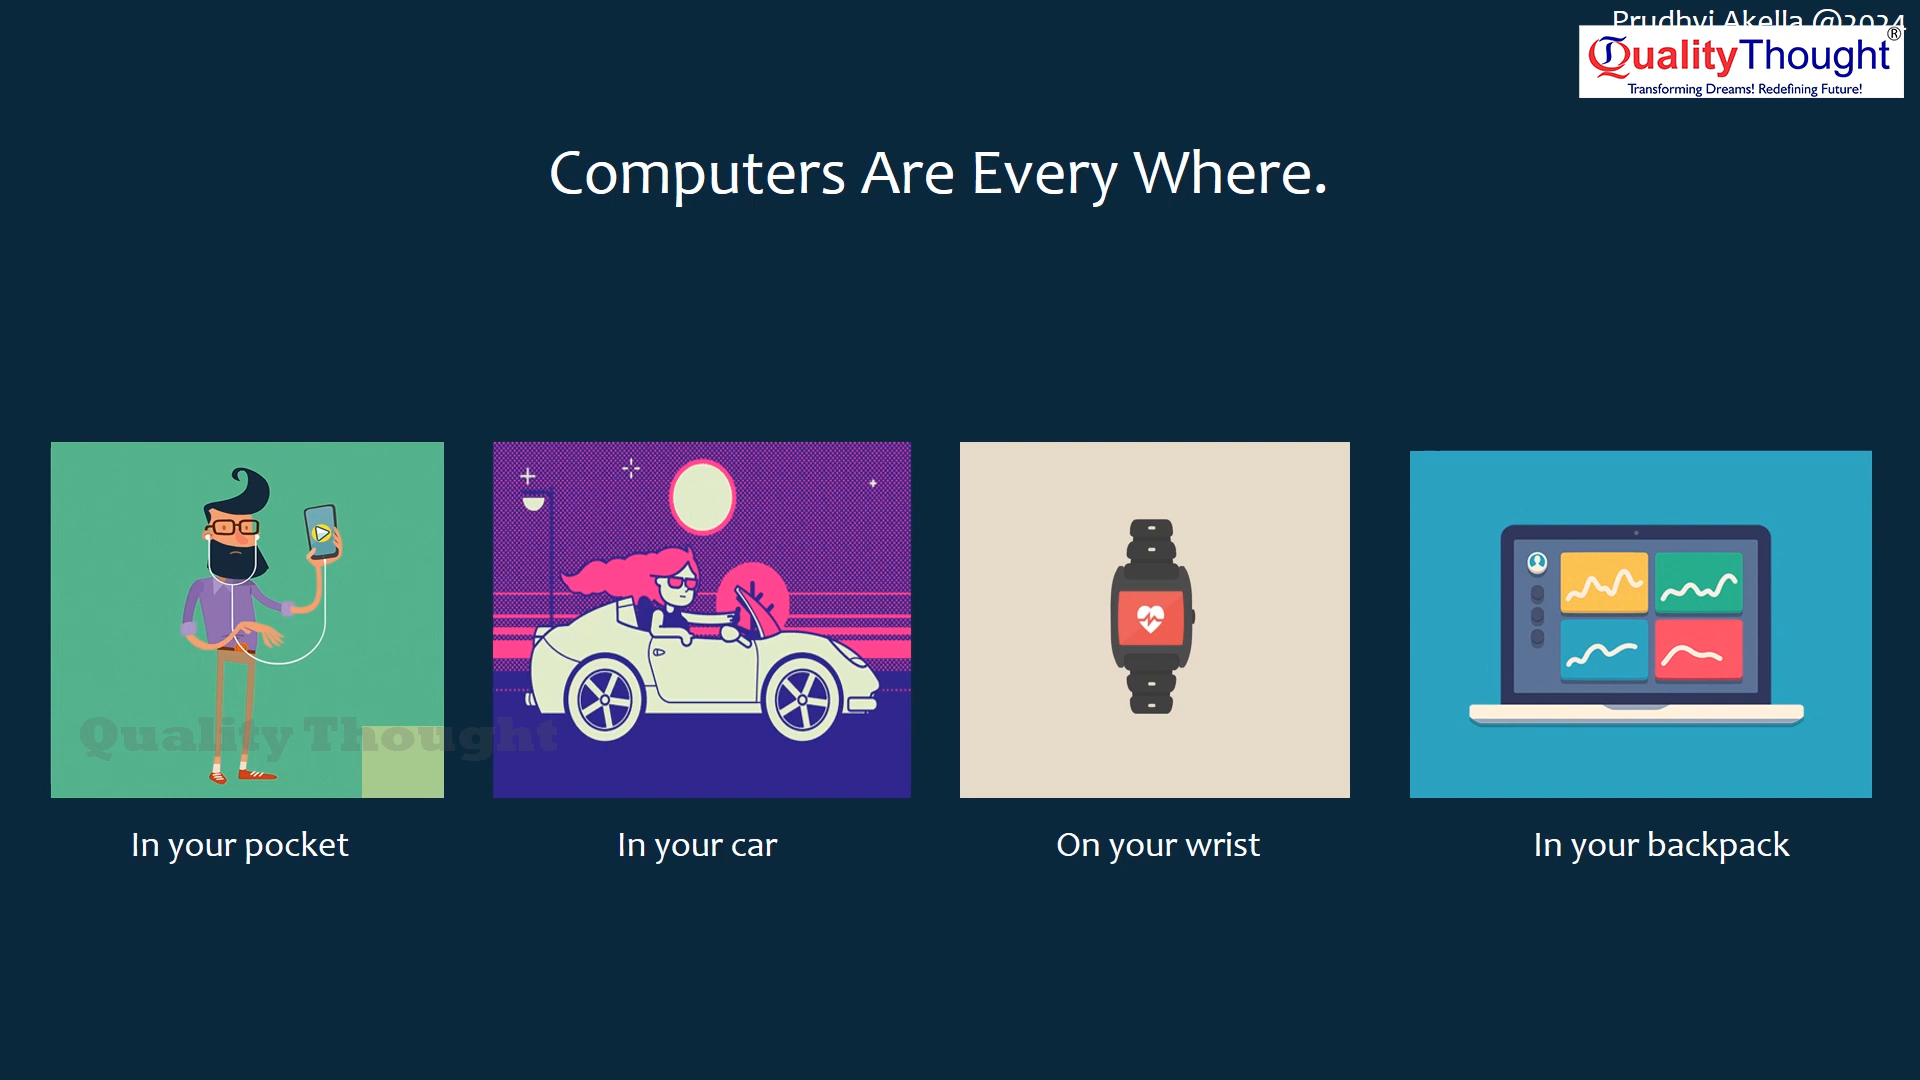 Prudhvi Akella @2024
QualityThought®
Transforming Dreams! Redefining Future!
Computers Are Every Where.
Quality Thought
In your pocket
In your car
On your wrist
In your backpack